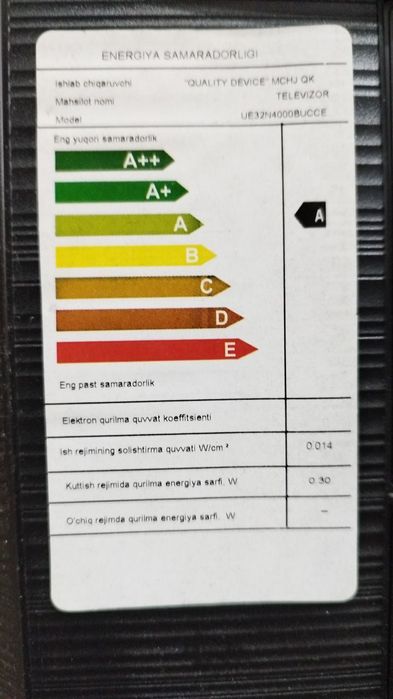 ENERGIYA SAMARADORLIGI
Ishlab chiqaruvchi "QUALITY DEVICE" MCHJ QK
Mahsilot nomi TELEVIZOR
Model UE32N4000BUCCE
Eng yuqori samaradorlik
A++
A+
A A
B
C
D
E
Eng past samaradorlik
Elektron qurilma quvvat koeffitsienti
Ish rejimining solishtirma quvvati W/cm² 0.014
Kuttish rejimida qurilma energiya sarfi, W 0.30
O'chiq rejimda qurilma energiya sarfi, W –